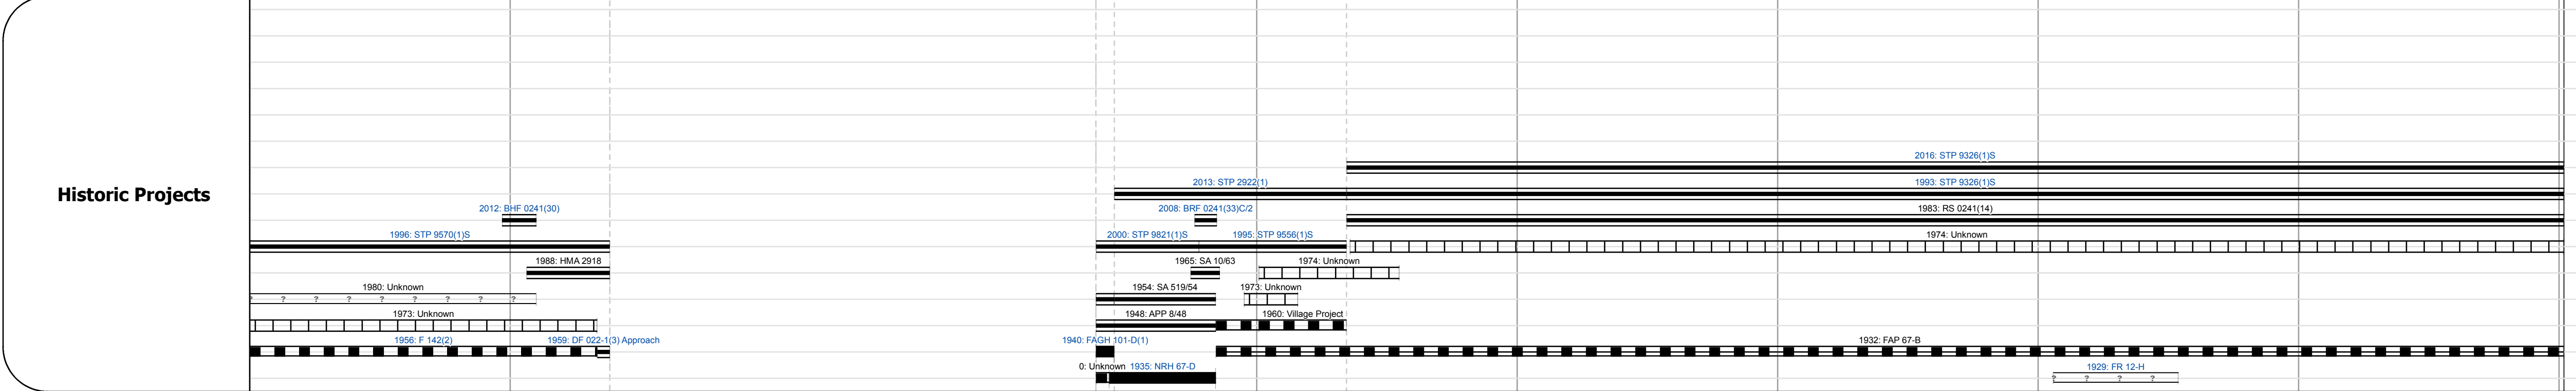 2016: STP 9326(1)S
2013: STP 2922(1) 1993: STP 9326(1)S
Historic Projects
2012: BHF 0241(30) 2008: BRF 0241(33)C/2 1983: RS 0241(14)
1996: STP 9570(1)S 2000: STP 9821(1)S 1995: STP 9556(1)S 1974: Unknown
1988: HMA 2918 1965: SA 10/63 1974: Unknown
1980: Unknown 1954: SA 519/54 1973: Unknown
? ? ? ? ? ? ? ? ?
1973: Unknown 1948: APP 8/48 1960: Village Project
1956: F 142(2) 1959: DF 022-1(3) Approach 1940: FAGH 101-D(1) 1932: FAP 67-B
0: Unknown 1935: NRH 67-D 1929: FR 12-H
? ? ? ?